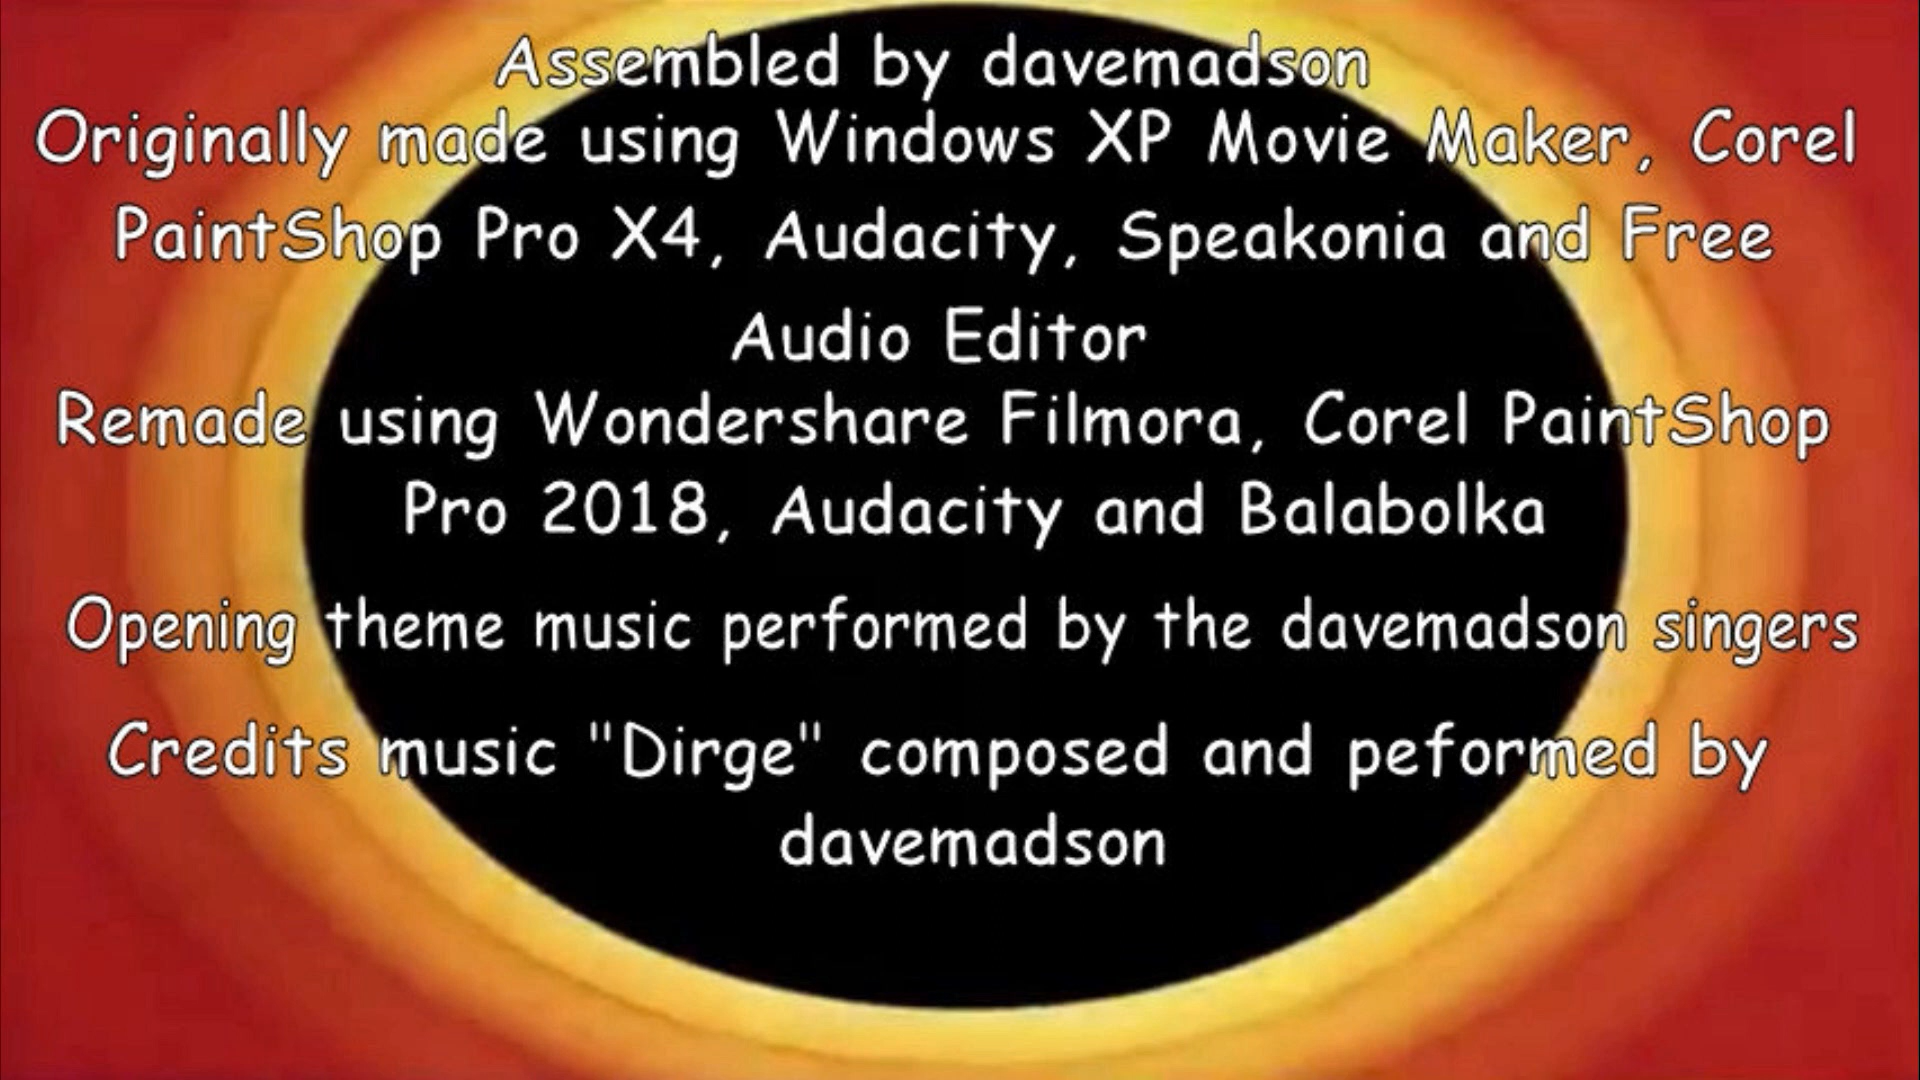 Assembled by davemadson
Originally made using Windows XP Movie Maker, Corel
PaintShop Pro X4, Audacity, Speakonia and Free
Audio Editor
Remade using Wondershare Filmora, Corel PaintShop
Pro 2018, Audacity and Balabolka
Opening theme music performed by the davemadson singers
Credits music "Dirge" composed and peformed by
davemadson